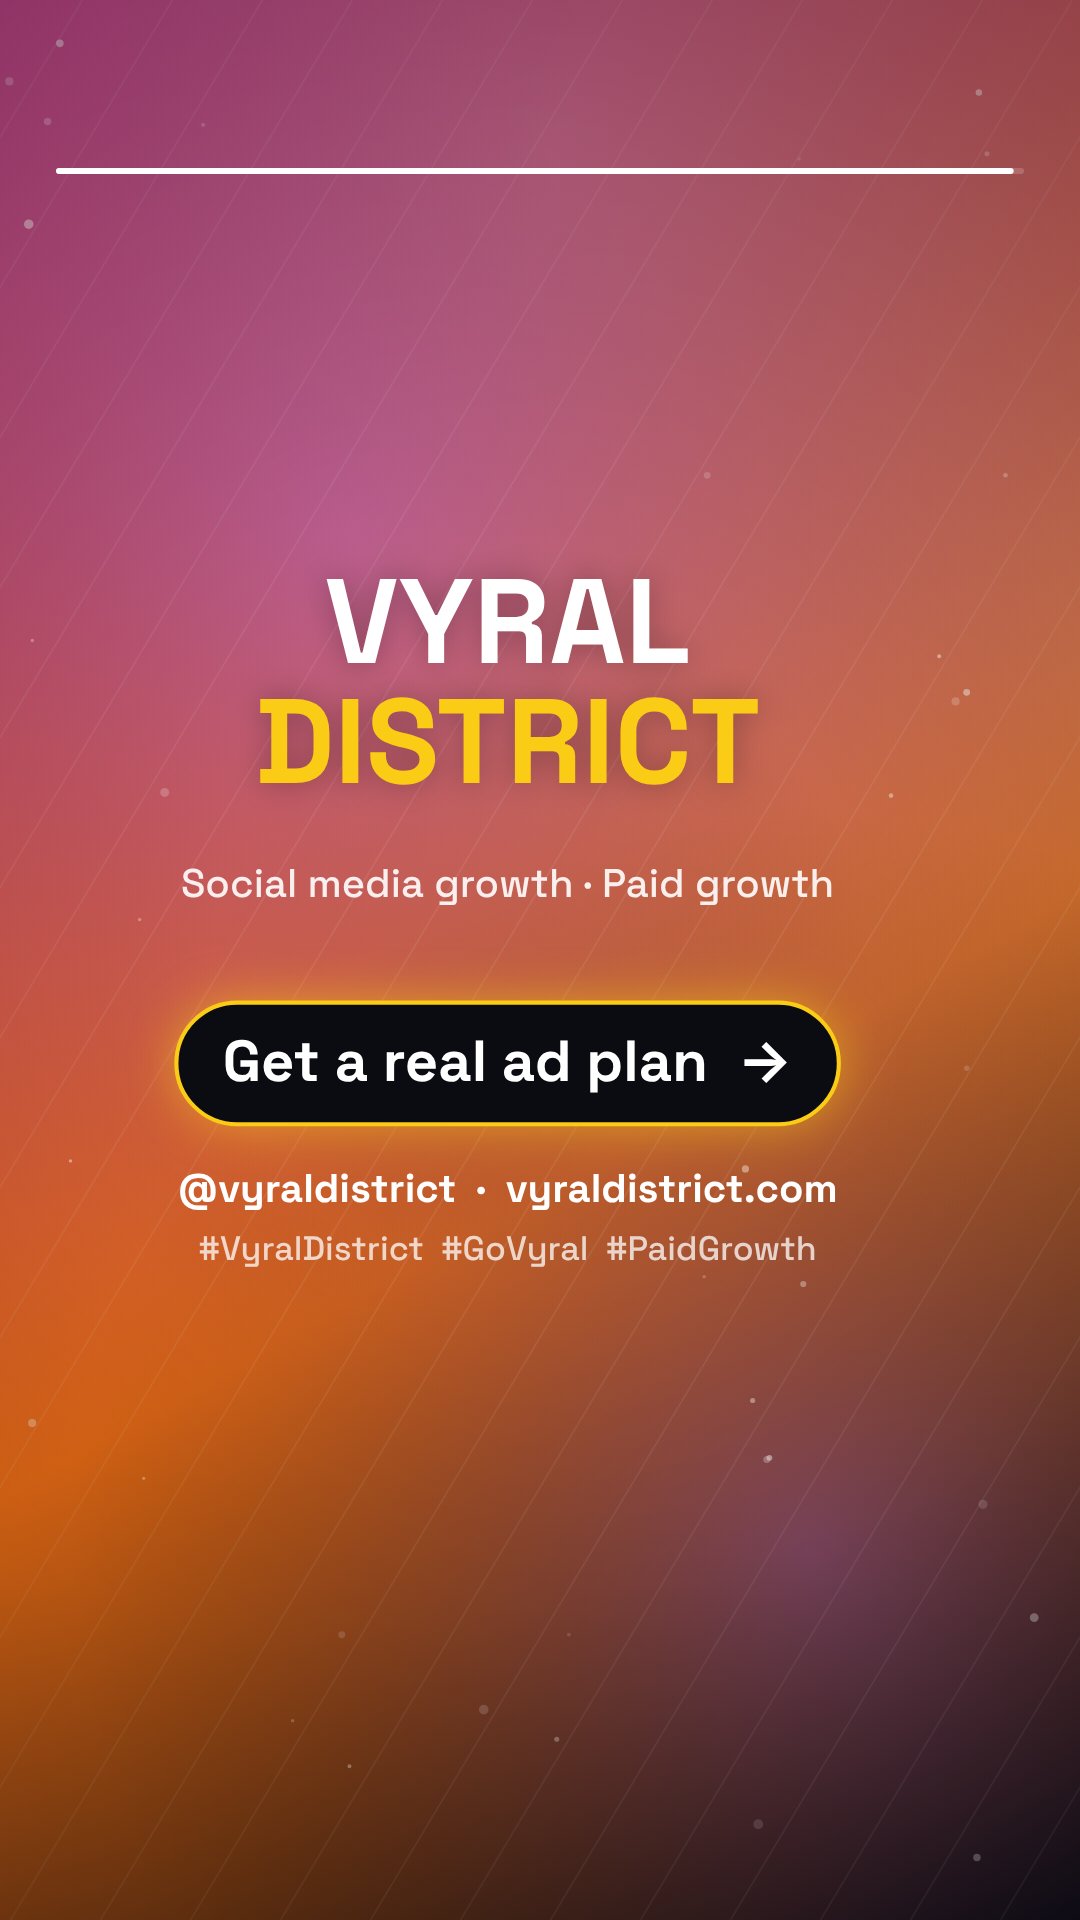 VYRAL
DISTRICT
Social media growth · Paid growth
Get a real ad plan →
@vyraldistrict · vyraldistrict.com
#VyralDistrict #GoVyral #PaidGrowth